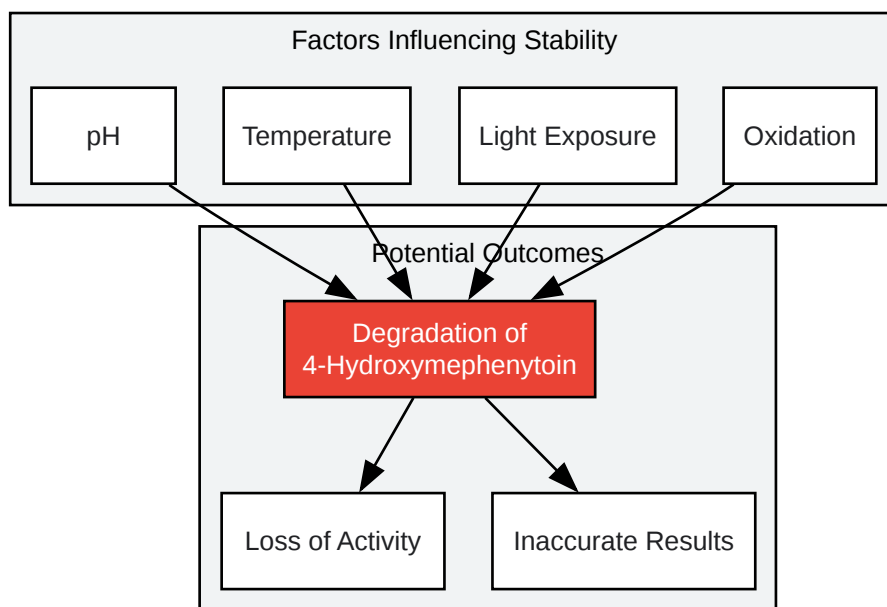 Factors Influencing Stability
pH
Temperature
Light Exposure
Oxidation
Potential Outcomes
Degradation of
4-Hydroxymephenytoin
Loss of Activity
Inaccurate Results